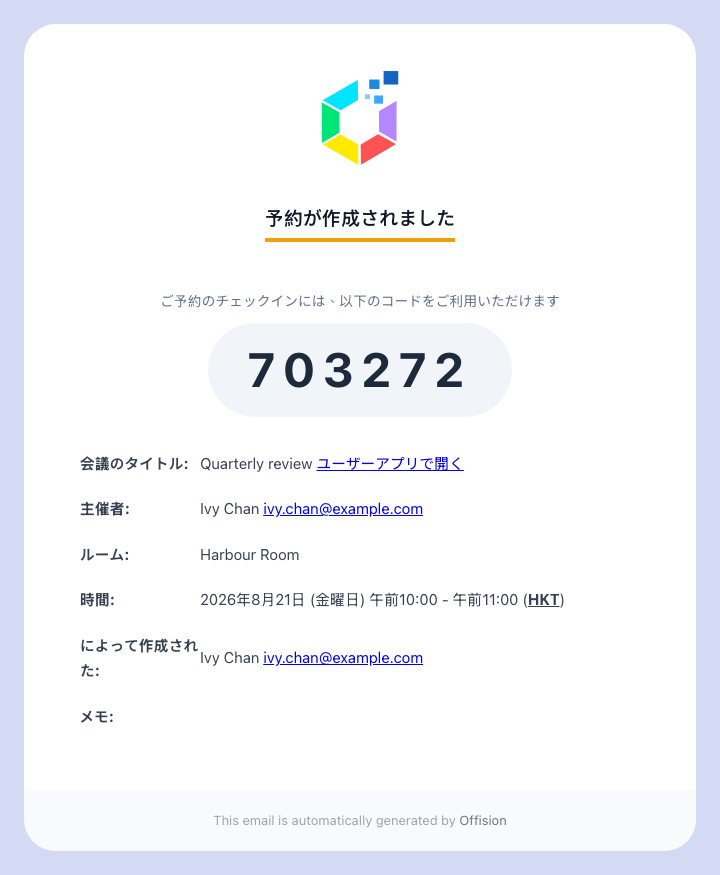 予約が作成されました
ご予約のチェックインには、以下のコードをご利用いただけます
703272
会議のタイトル: Quarterly review ユーザーアプリで開く
主催者: Ivy Chan ivy.chan@example.com
ルーム: Harbour Room
時間: 2026年8月21日 (金曜日) 午前10:00 - 午前11:00 (HKT)
によって作成され
た: Ivy Chan ivy.chan@example.com
メモ:
This email is automatically generated by Offision